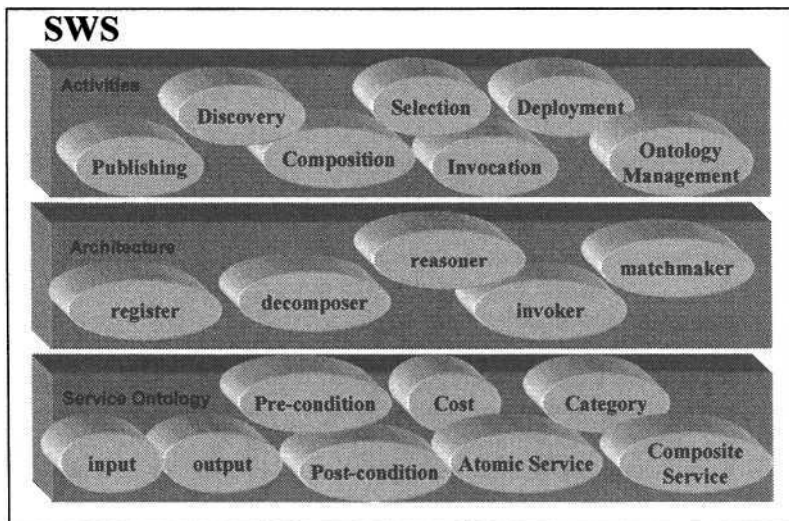 SWS
Activities
Discovery
Selection
Deployment
Publishing
Composition
Invocation
Ontology
Management
Architecture
reasoner
matchmaker
register
decomposer
invoker
Service Ontology
Pre-condition
Cost
Category
input
output
Post-condition
Atomic Service
Composite
Service